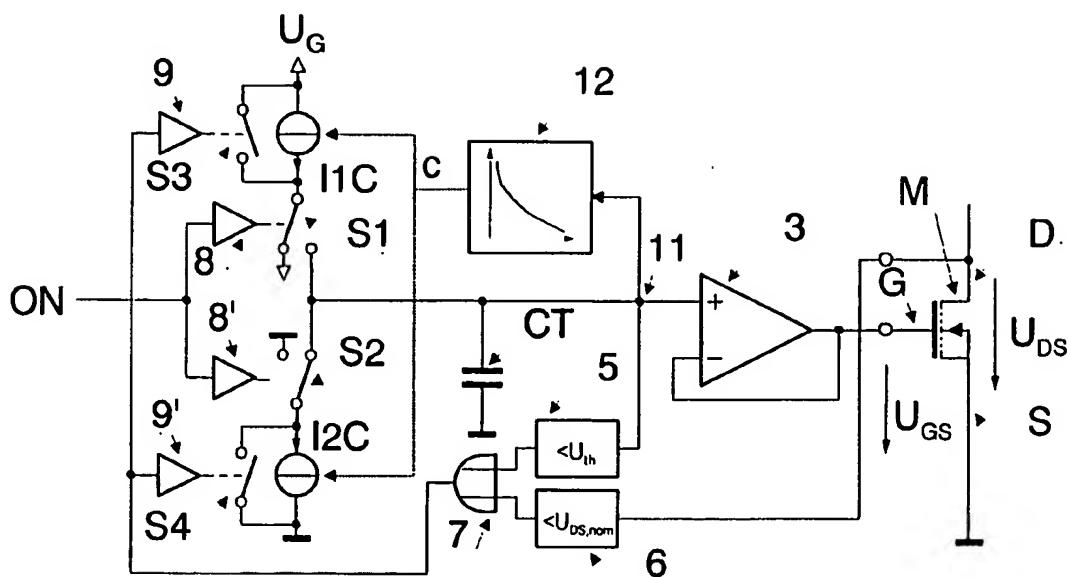 U_G
9
12
S3
I1C
C
M
3
D
8
S1
11
G
ON
CT
U_DS
8'
S2
5
9'
U_GS
S
I2C
<U_th
S4
7
<U_DS,nom
6
+
−